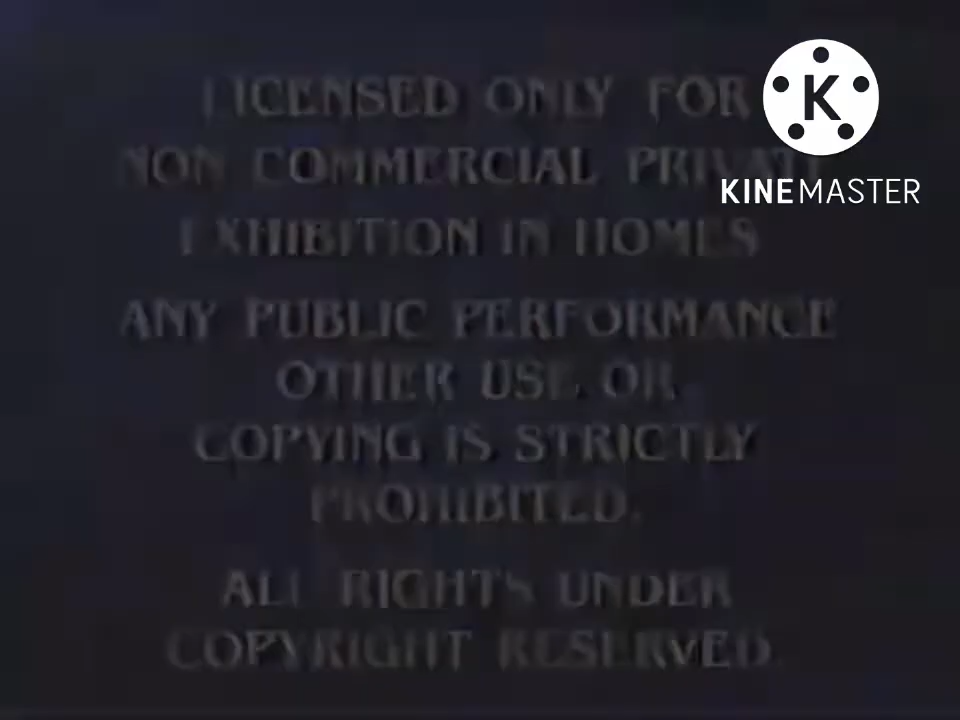 LICENSED ONLY FOR
NON COMMERCIAL PRIVATE
EXHIBITION IN HOMES
ANY PUBLIC PERFORMANCE
OTHER USE OR
COPYING IS STRICTLY
PROHIBITED.
ALL RIGHTS UNDER
COPYRIGHT RESERVED.
K
KINEMASTER